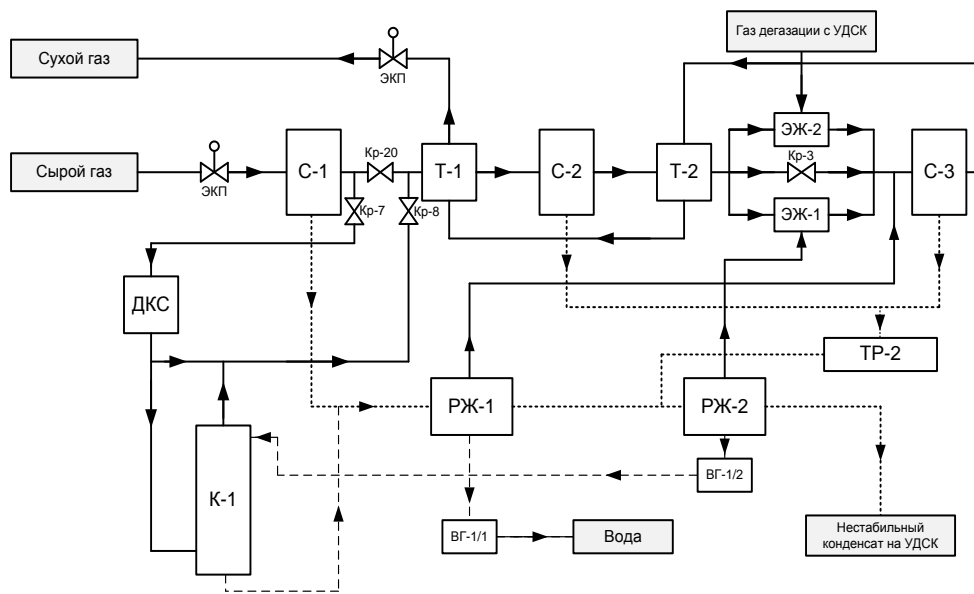 Газ дегазации с УДСК
Сухой газ
ЭКП
ЭЖ-2
Кр-20
Кр-3
Сырой газ
ЭКП
С-1
Т-1
С-2
Т-2
С-3
Кр-7
Кр-8
ЭЖ-1
ДКС
ТР-2
РЖ-1
РЖ-2
ВГ-1/2
К-1
ВГ-1/1
Вода
Нестабильный
конденсат на УДСК